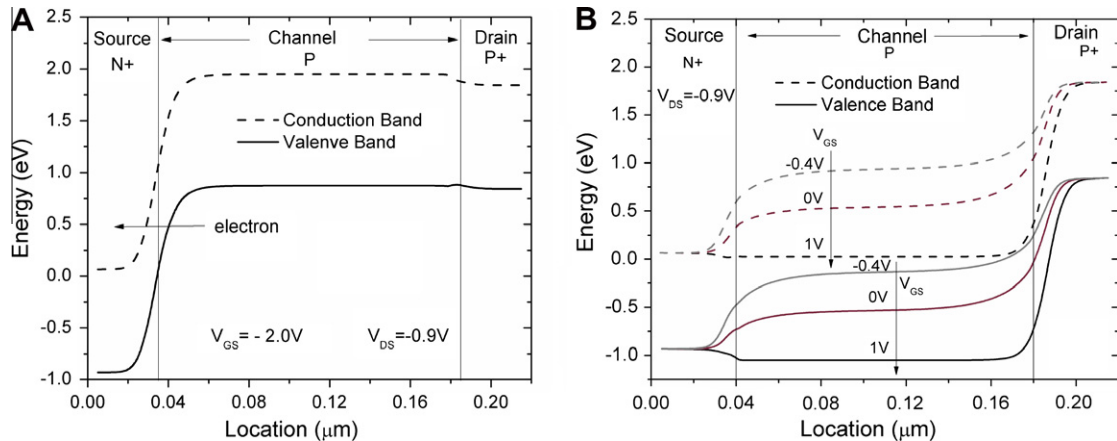 A
2.5
2.0
1.5
1.0
0.5
0.0
-0.5
-1.0
Energy (eV)
Source
N+
Channel
P
Drain
P+
Conduction Band
Valenve Band
electron
V_GS= - 2.0V
V_DS=-0.9V
0.00 0.04 0.08 0.12 0.16 0.20
Location (μm)
B
2.5
2.0
1.5
1.0
0.5
0.0
-0.5
-1.0
Energy (eV)
Source
N+
V_DS=-0.9V
Channel
P
Drain
P+
Conduction Band
Valence Band
V_GS
-0.4V
0V
1V
-0.4V
V_GS
0V
1V
0.00 0.04 0.08 0.12 0.16 0.20
Location (μm)